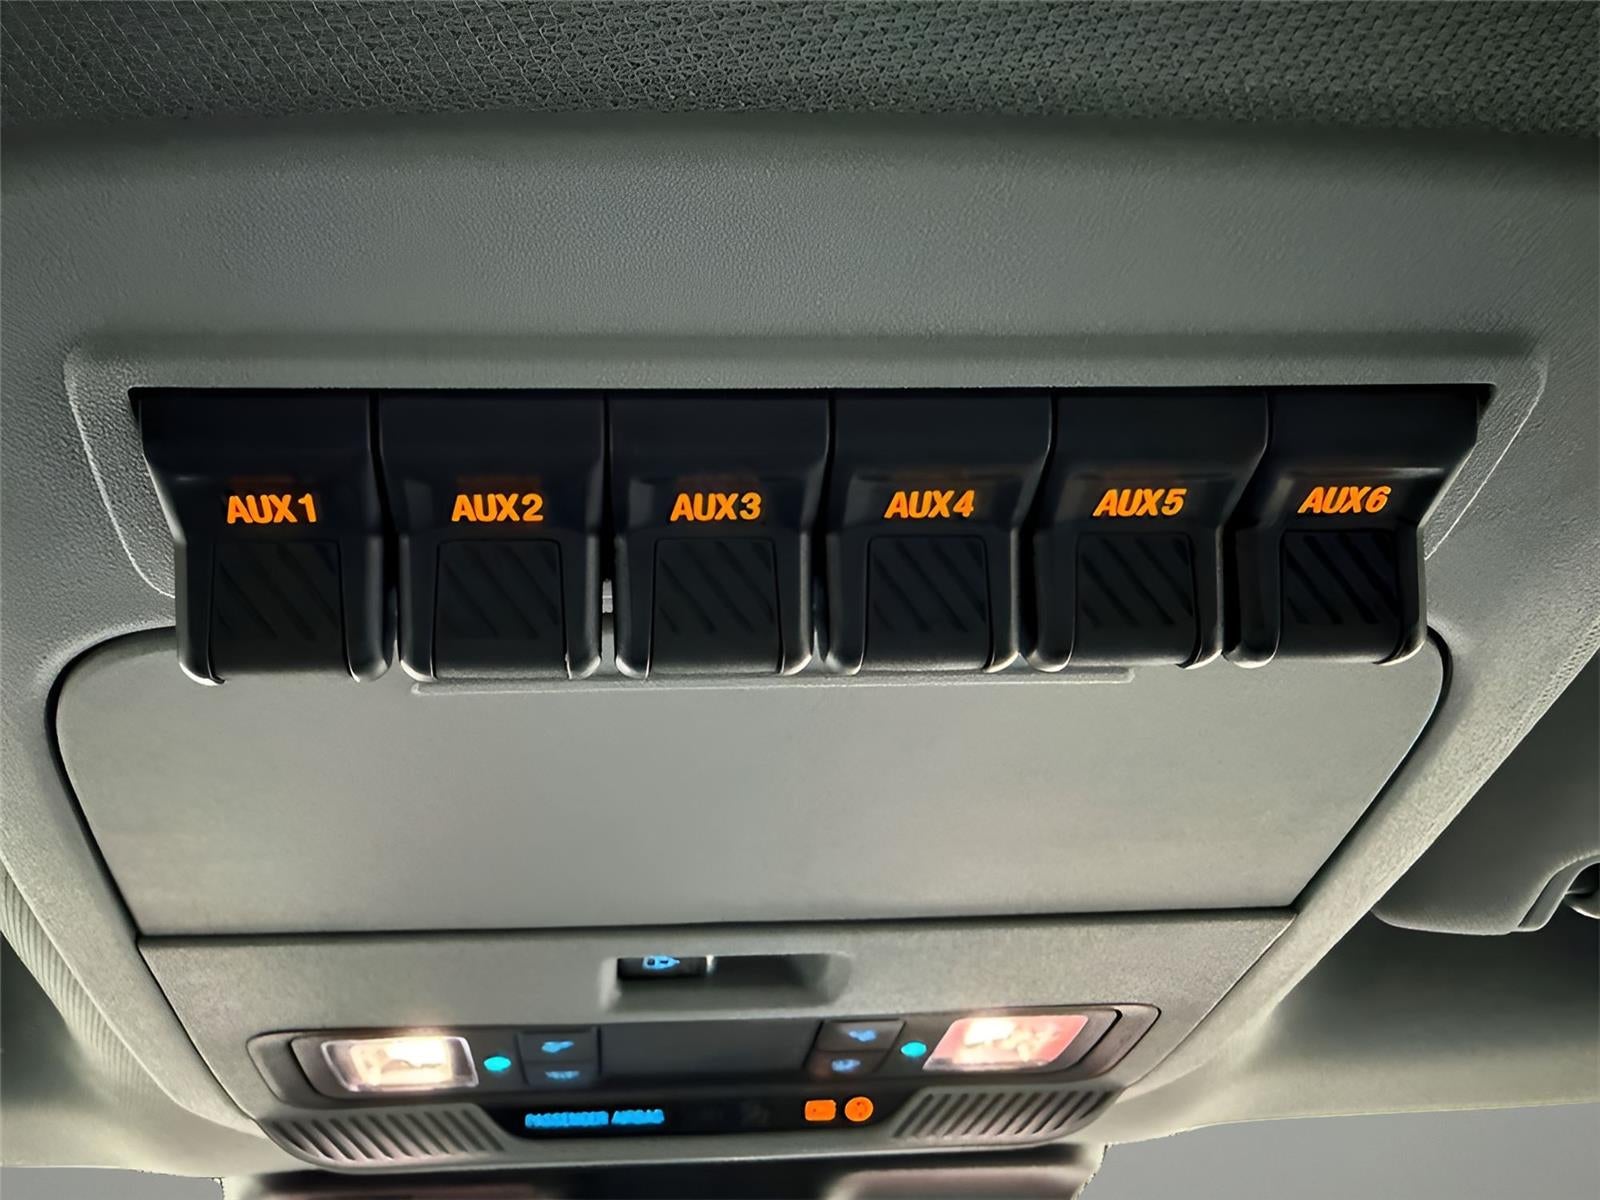 AUX1 AUX2 AUX3 AUX4 AUX5 AUX6
PASSENGER AIRBAG